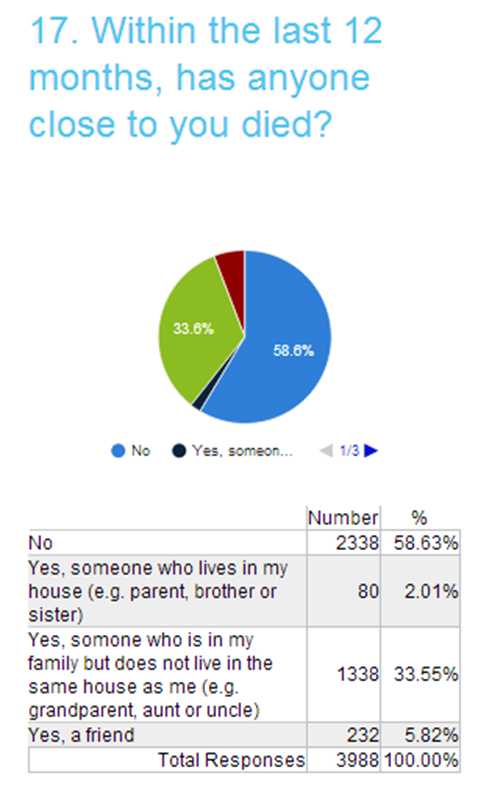 17. Within the last 12
months, has anyone
close to you died?
33.6%
58.6%
No
Yes, someon...
1/3
Number %
No 2338 58.63%
Yes, someone who lives in my
house (e.g. parent, brother or 80 2.01%
sister)
Yes, somone who is in my
family but does not live in the
same house as me (e.g. 1338 33.55%
grandparent, aunt or uncle)
Yes, a friend 232 5.82%
Total Responses 3988 100.00%